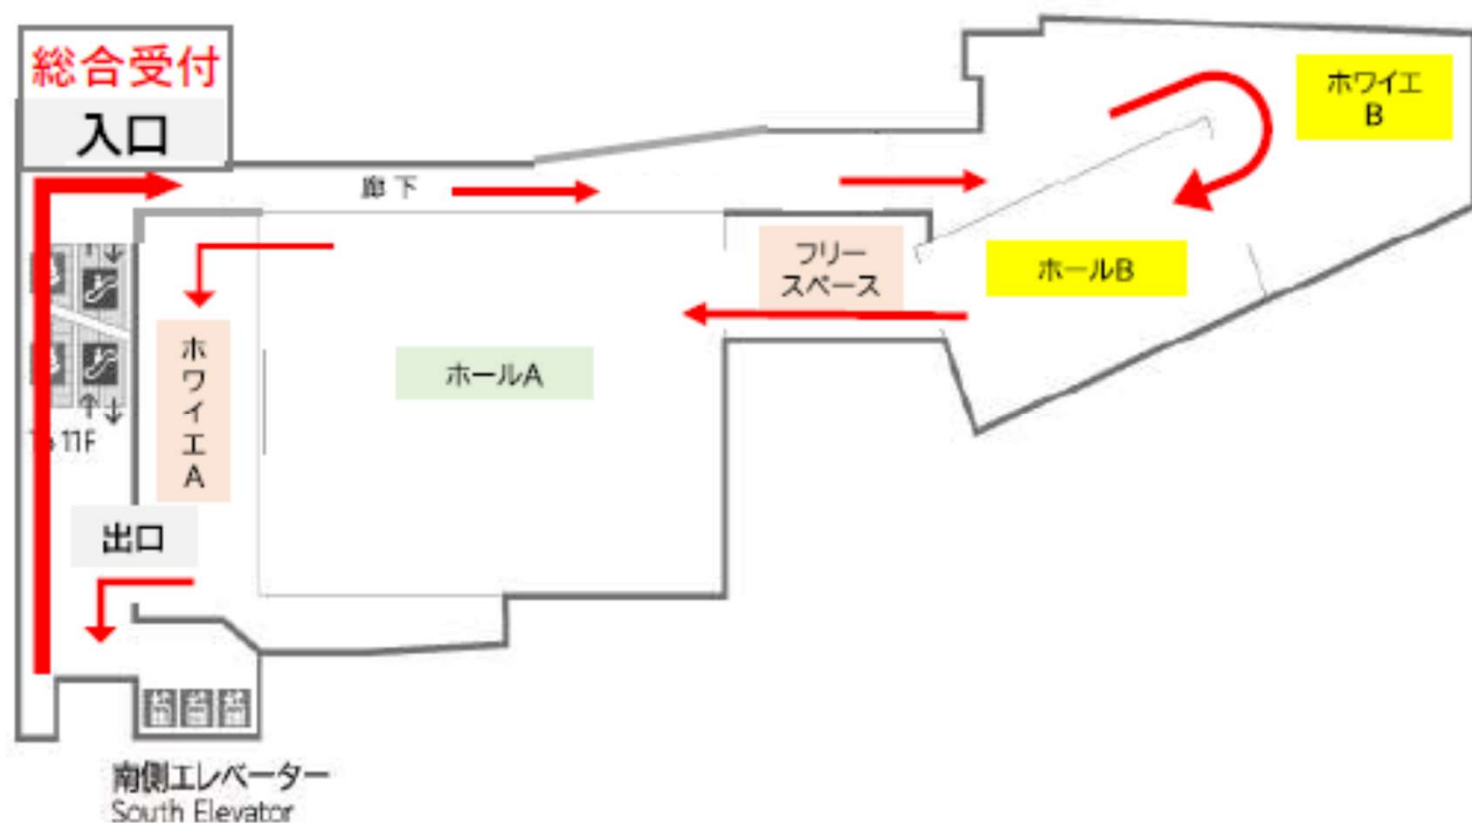 総合受付
入口
廊下
ホワイエ
B
フリー
スペース
ホールB
ホワイエA
ホールA
11F
出口
南側エレベーター
South Elevator